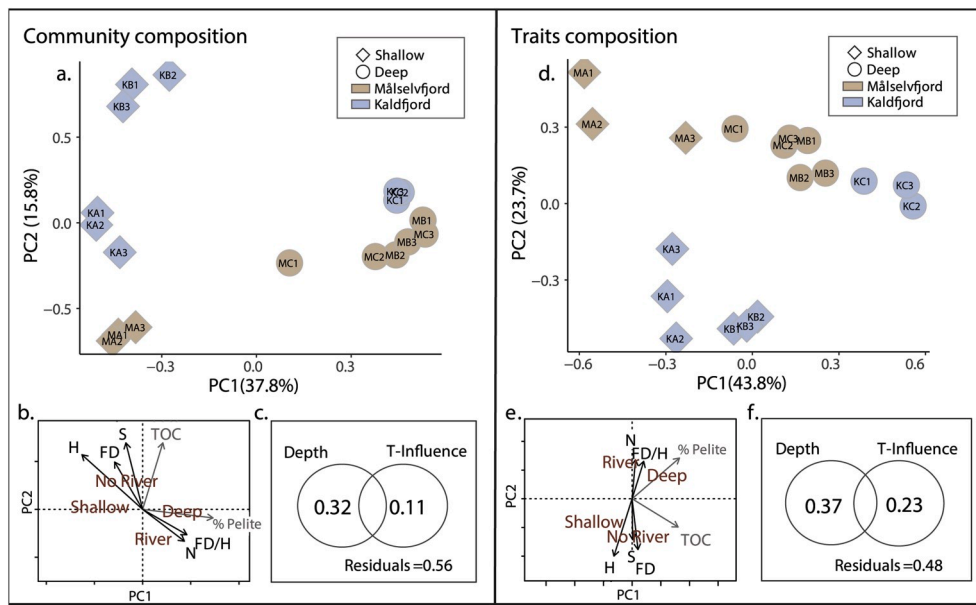 Community composition
a.
Shallow
Deep
Målselvfjord
Kaldfjord
KB1
KB2
KB3
KA1
KA2
KA3
MA3
MA1
MA2
MC1
KC3
KC2
KC1
MB1
MC3
MB3
MC2
MB2
0.5
0.0
−0.5
PC2 (15.8%)
−0.3
0.0
0.3
PC1(37.8%)
b.
H
S
TOC
FD
No River
Shallow
Deep
% Pelite
River
FD/H
N
PC2
PC1
c.
Depth
T-Influence
0.32
0.11
Residuals =0.56
Traits composition
d.
Shallow
Deep
Målselvfjord
Kaldfjord
MA1
MA2
MA3
MC1
MC3
MC2
MB1
MB2
MB3
KC1
KC3
KC2
KA3
KA1
KA2
KB1
KB3
KB2
0.3
0.0
−0.3
PC2 (23.7%)
−0.6
−0.3
0.0
0.3
0.6
PC1(43.8%)
e.
N
River
FD/H
% Pelite
Deep
Shallow
No River
TOC
H
S
FD
PC2
PC1
f.
Depth
T-Influence
0.37
0.23
Residuals =0.48